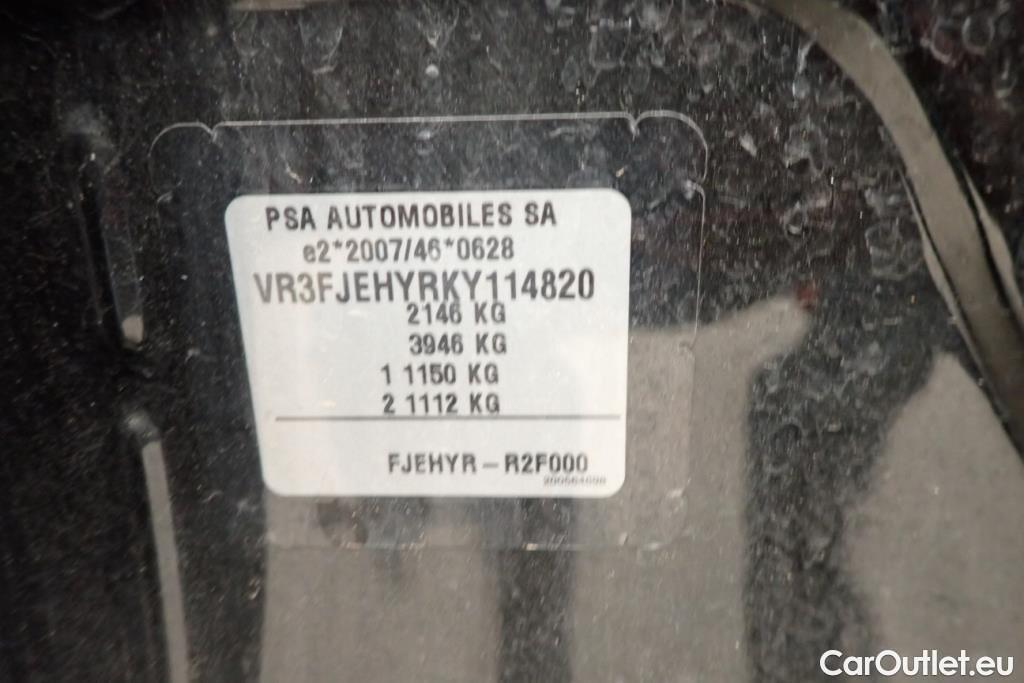 PSA AUTOMOBILES SA
e2*2007/46*0628
VR3FJEHYRKY114820
2146 KG
3946 KG
1 1150 KG
2 1112 KG
FJEHYR - R2F000
CarOutlet.eu